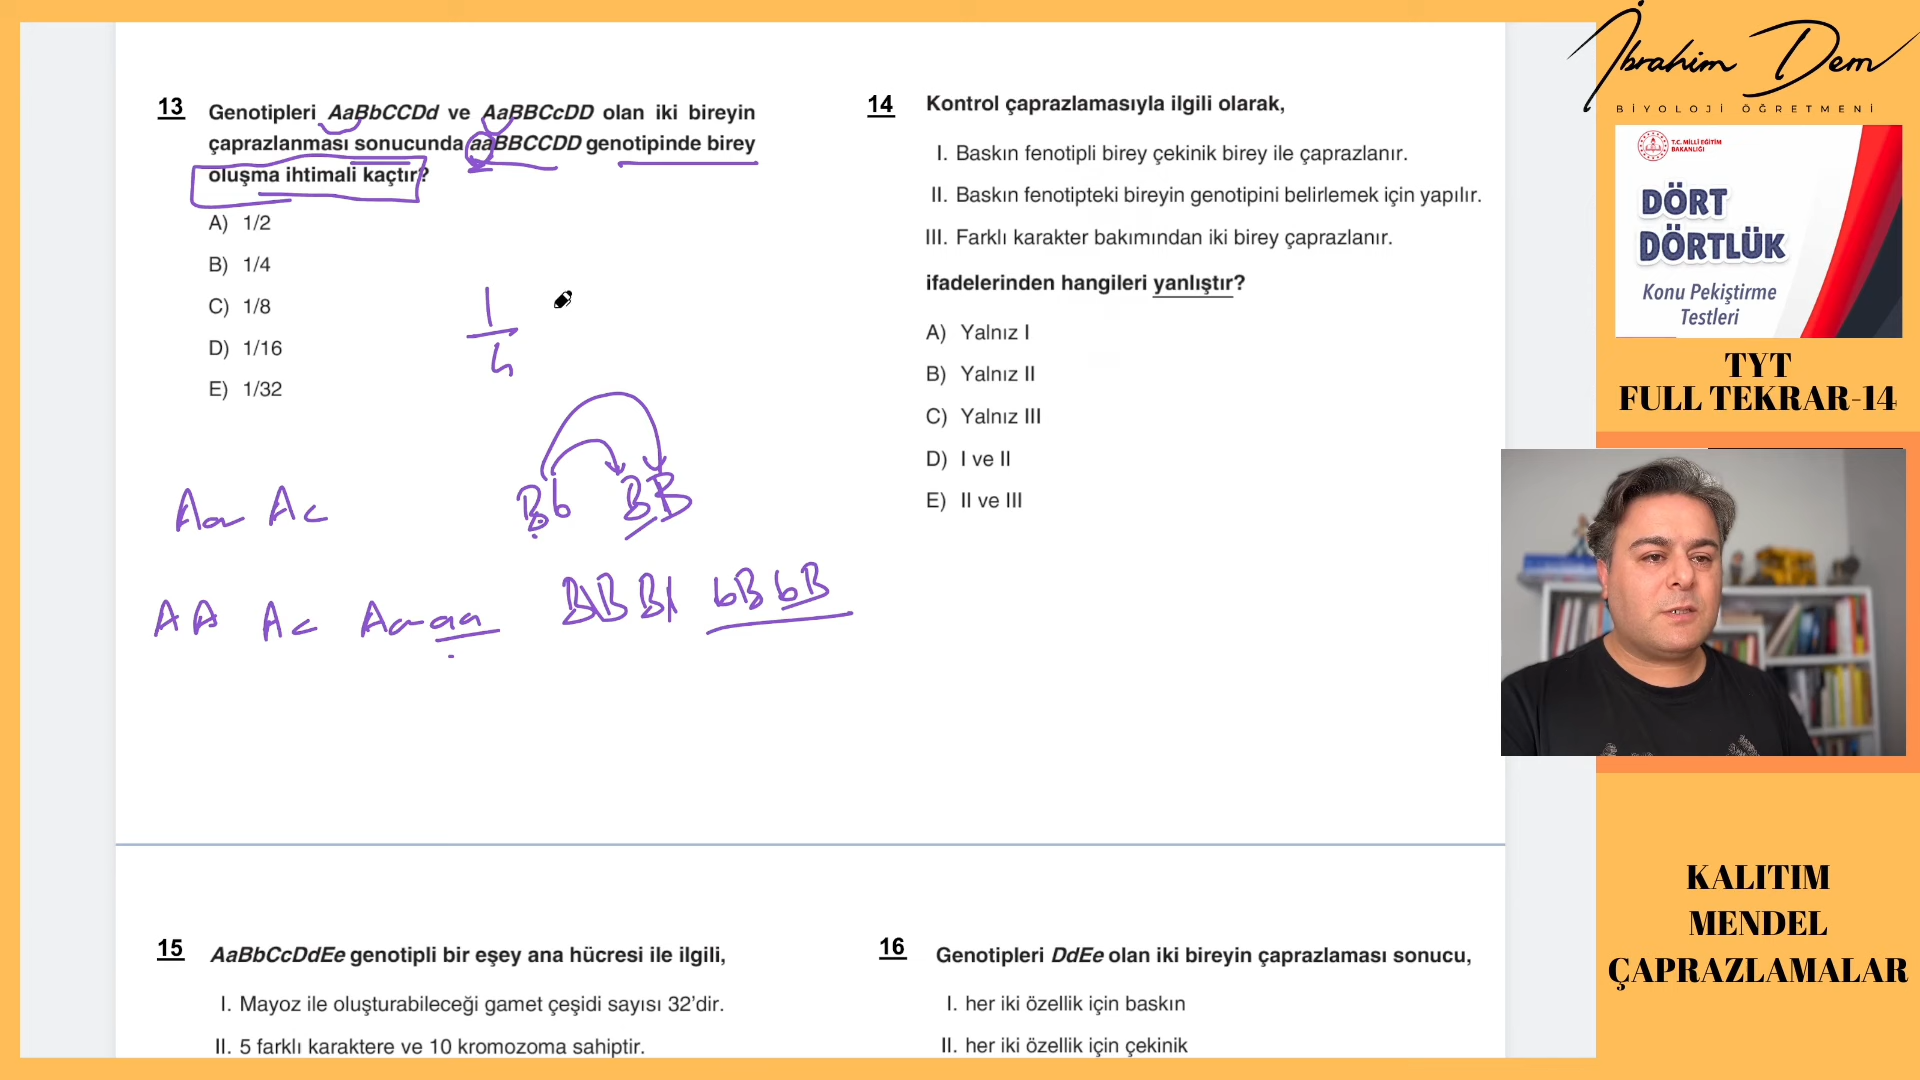 13 Genotipleri AaBbCCDd ve AaBBCcDD olan iki bireyin
çaprazlanması sonucunda aaBBCCDD genotipinde birey
oluşma ihtimali kaçtır?
A) 1/2
B) 1/4
C) 1/8
D) 1/16
E) 1/32
1
4
Aa Aa
Bb BB
AA Aa Aa aa
BB BB bB bB
14 Kontrol çaprazlamasıyla ilgili olarak,
I. Baskın fenotipli birey çekinik birey ile çaprazlanır.
II. Baskın fenotipteki bireyin genotipini belirlemek için yapılır.
III. Farklı karakter bakımından iki birey çaprazlanır.
ifadelerinden hangileri yanlıştır?
A) Yalnız I
B) Yalnız II
C) Yalnız III
D) I ve II
E) II ve III
15 AaBbCcDdEe genotipli bir eşey ana hücresi ile ilgili,
I. Mayoz ile oluşturabileceği gamet çeşidi sayısı 32'dir.
II. 5 farklı karaktere ve 10 kromozoma sahiptir.
16 Genotipleri DdEe olan iki bireyin çaprazlaması sonucu,
I. her iki özellik için baskın
II. her iki özellik için çekinik
İbrahim Dem
BİYOLOJİ ÖĞRETMENİ
T.C. MİLLÎ EĞİTİM
BAKANLIĞI
DÖRT
DÖRTLÜK
Konu Pekiştirme
Testleri
TYT
FULL TEKRAR-14
KALITIM
MENDEL
ÇAPRAZLAMALAR